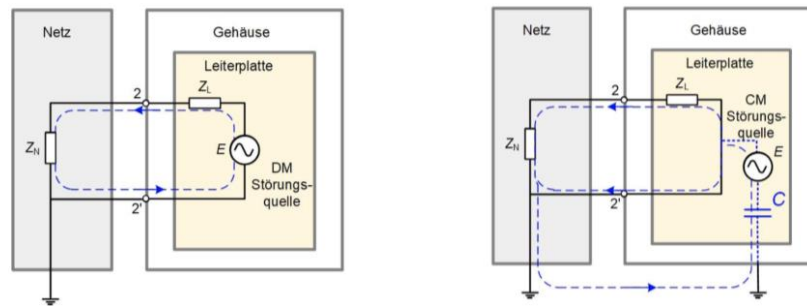 Netz
Gehäuse
Leiterplatte
2
Z_L
Z_N
E
DM
Störungs-
quelle
2'
Netz
Gehäuse
Leiterplatte
2
Z_L
CM
Störungs-
quelle
Z_N
E
C
2'